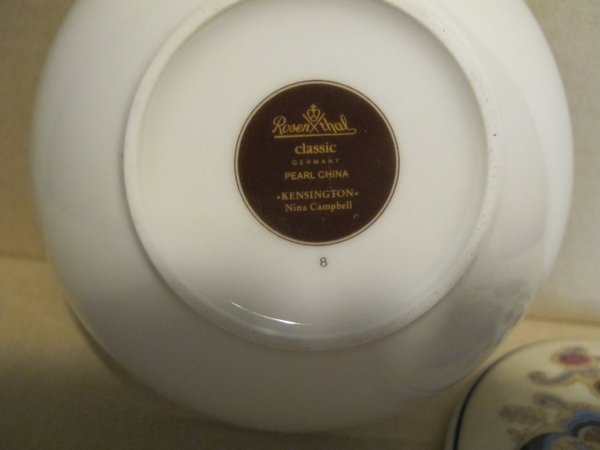 Rosenthal
classic
GERMANY
PEARL CHINA
»KENSINGTON«
Nina Campbell
8